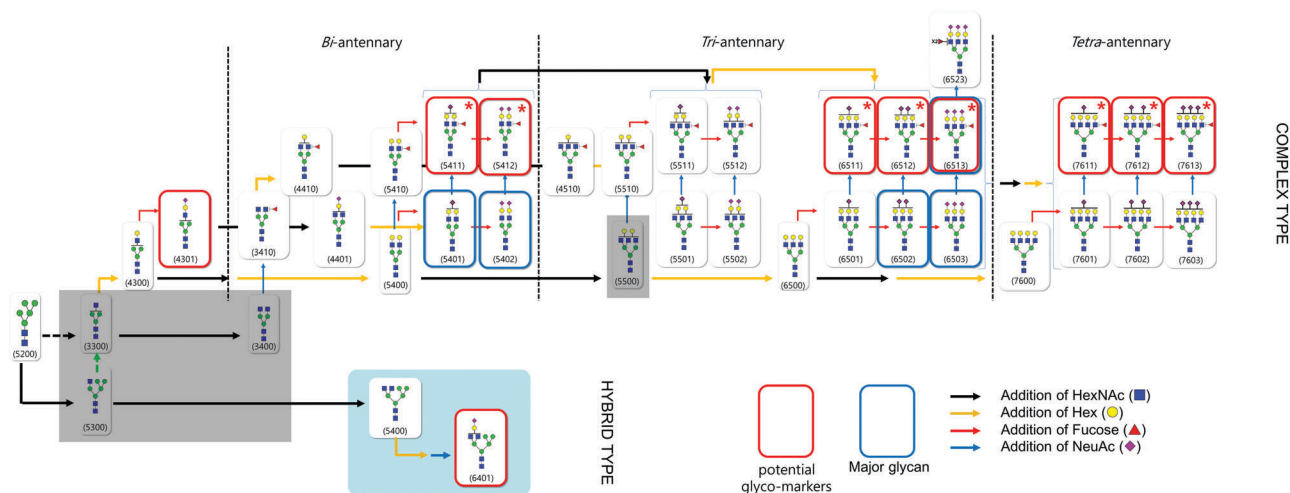 Bi-antennary
Tri-antennary
Tetra-antennary
X2
(6523)
* * * * * * * *
(5411) (5412) (5511) (5512) (6511) (6512) (6513) (7611) (7612) (7613)
(4410) (5410) (4510) (5510)
(4301) (3410) (4401) (5401) (5402) (5501) (5502) (6501) (6502) (6503) (7601) (7602) (7603)
(4300) (5400) (5500) (6500) (7600)
COMPLEX TYPE
(5200) (3300) (3400)
(5300)
(5400)
(6401)
HYBRID TYPE
potential
glyco-markers
Major glycan
Addition of HexNAc ( )
Addition of Hex ( )
Addition of Fucose ( )
Addition of NeuAc ( )